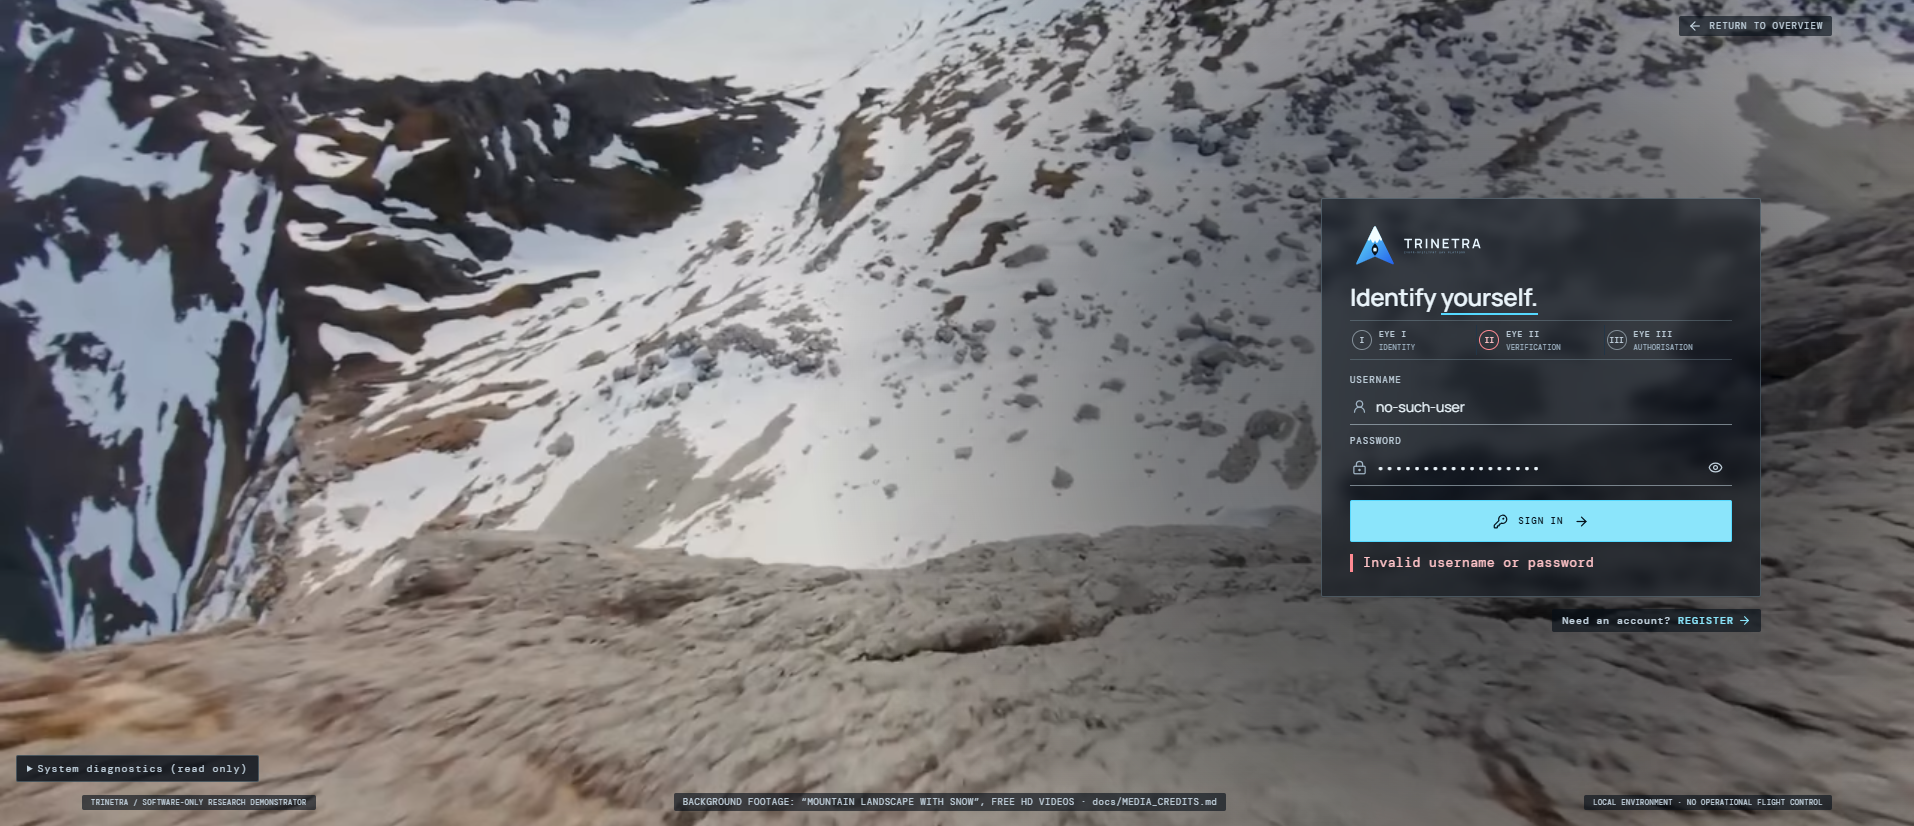 RETURN TO OVERVIEW
TRINETRA
Identify yourself.
I EYE I IDENTITY
II EYE II VERIFICATION
III EYE III AUTHORISATION
USERNAME
no-such-user
PASSWORD
••••••••••••••••••
SIGN IN
Invalid username or password
Need an account? REGISTER
System diagnostics (read only)
TRINETRA / SOFTWARE-ONLY RESEARCH DEMONSTRATOR
BACKGROUND FOOTAGE: “MOUNTAIN LANDSCAPE WITH SNOW”, FREE HD VIDEOS · docs/MEDIA_CREDITS.md
LOCAL ENVIRONMENT · NO OPERATIONAL FLIGHT CONTROL